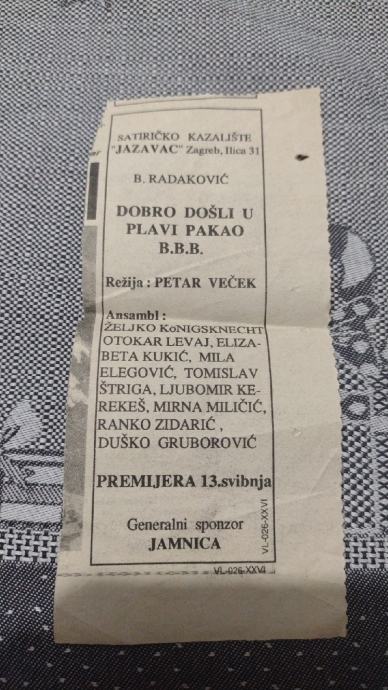 SATIRIČKO KAZALIŠTE
"JAZAVAC" Zagreb, Ilica 31
B. RADAKOVIĆ
DOBRO DOŠLI U
PLAVI PAKAO
B.B.B.
Režija : PETAR VEČEK
Ansambl :
ŽELJKO KöNIGSKNECHT
OTOKAR LEVAJ, ELIZA-
BETA KUKIĆ, MILA
ELEGOVIĆ, TOMISLAV
ŠTRIGA, LJUBOMIR KE-
REKEŠ, MIRNA MILIČIĆ,
RANKO ZIDARIĆ ,
DUŠKO GRUBOROVIĆ
PREMIJERA 13.svibnja
Generalni sponzor
JAMNICA
VL-026-XXVI
VL-026-XXVI